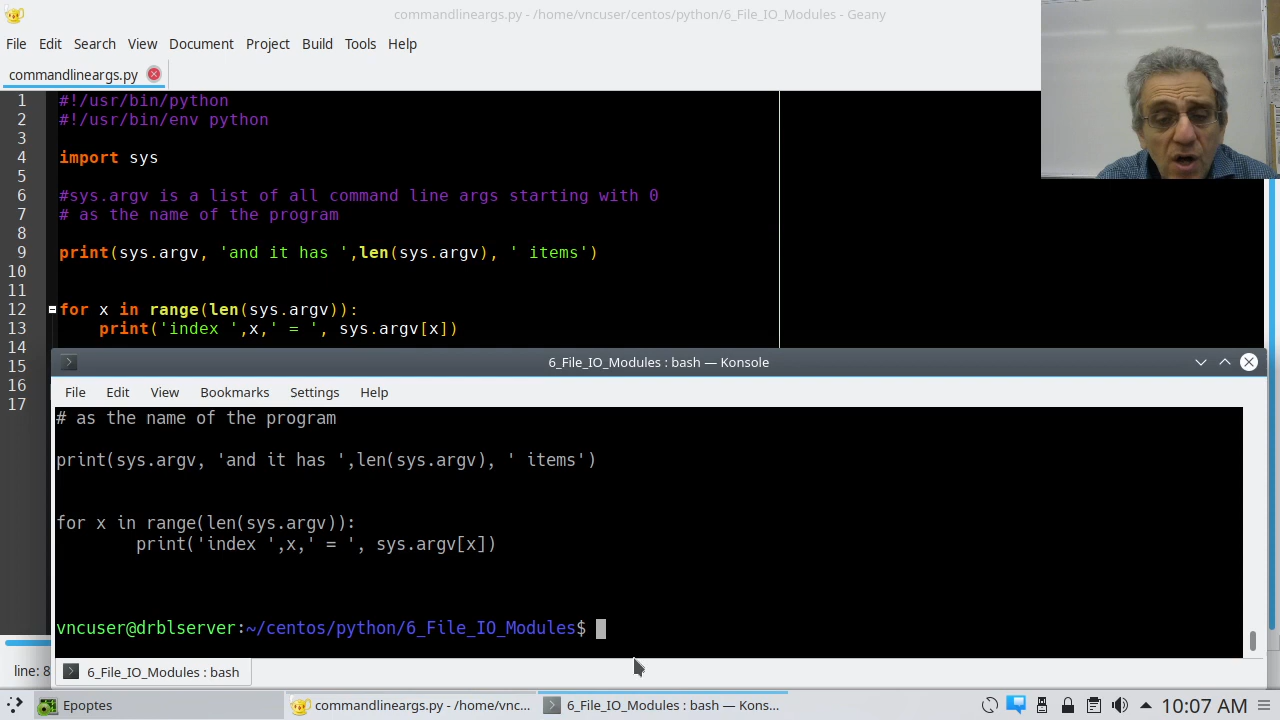 commandlineargs.py - /home/vncuser/centos/python/6_File_IO_Modules - Geany
File Edit Search View Document Project Build Tools Help
commandlineargs.py
1 #!/usr/bin/python
2 #!/usr/bin/env python
3
4 import sys
5
6 #sys.argv is a list of all command line args starting with 0
7 # as the name of the program
8
9 print(sys.argv, 'and it has ',len(sys.argv), ' items')
10
11
12 for x in range(len(sys.argv)):
13 print('index ',x,' = ', sys.argv[x])
14
15
16
17
6_File_IO_Modules : bash — Konsole
File Edit View Bookmarks Settings Help
# as the name of the program
print(sys.argv, 'and it has ',len(sys.argv), ' items')
for x in range(len(sys.argv)):
print('index ',x,' = ', sys.argv[x])
vncuser@drblserver:~/centos/python/6_File_IO_Modules$
line: 8
6_File_IO_Modules : bash
Epoptes
commandlineargs.py - /home/vnc...
6_File_IO_Modules : bash — Kons...
10:07 AM